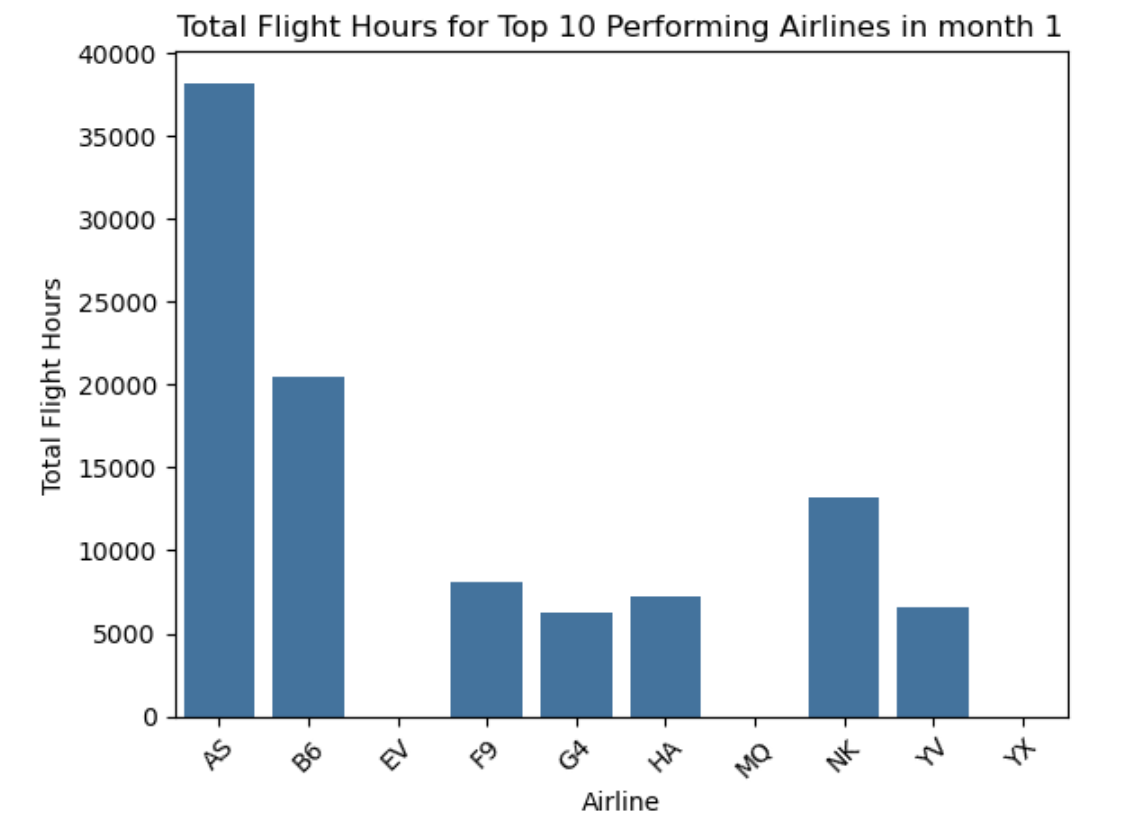 Total Flight Hours for Top 10 Performing Airlines in month 1
40000
35000
30000
25000
20000
15000
10000
5000
0
Total Flight Hours
AS B6 EV F9 G4 HA MQ NK YV YX
Airline